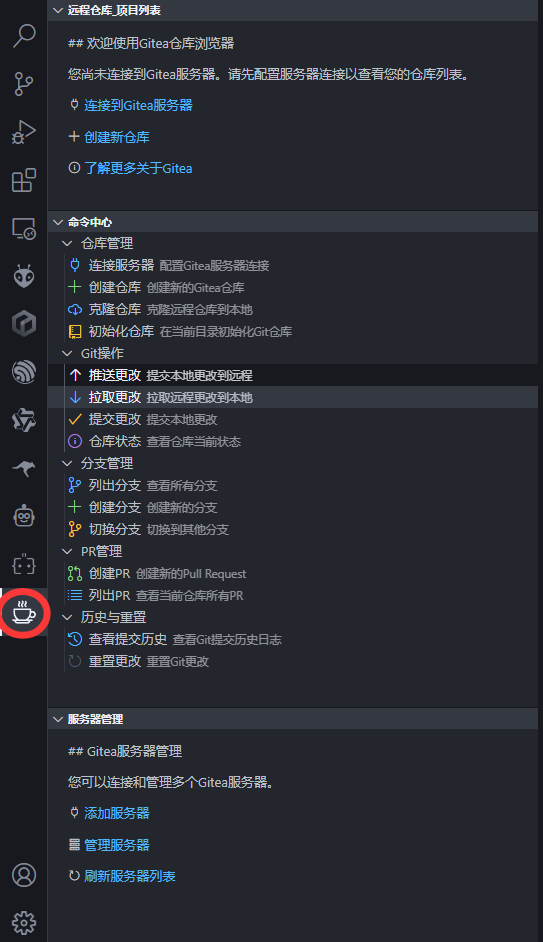 远程仓库_顶目列表
## 欢迎使用Gitea仓库浏览器
您尚未连接到Gitea服务器。请先配置服务器连接以查看您的仓库列表。
连接到Gitea服务器
创建新仓库
了解更多关于Gitea
命令中心
仓库管理
连接服务器 配置Gitea服务器连接
创建仓库 创建新的Gitea仓库
克隆仓库 克隆远程仓库到本地
初始化仓库 在当前目录初始化Git仓库
Git操作
推送更改 提交本地更改到远程
拉取更改 拉取远程更改到本地
提交更改 提交本地更改
仓库状态 查看仓库当前状态
分支管理
列出分支 查看所有分支
创建分支 创建新的分支
切换分支 切换到其他分支
PR管理
创建PR 创建新的Pull Request
列出PR 查看当前仓库所有PR
历史与重置
查看提交历史 查看Git提交历史日志
重置更改 重置Git更改
服务器管理
## Gitea服务器管理
您可以连接和管理多个Gitea服务器。
添加服务器
管理服务器
刷新服务器列表